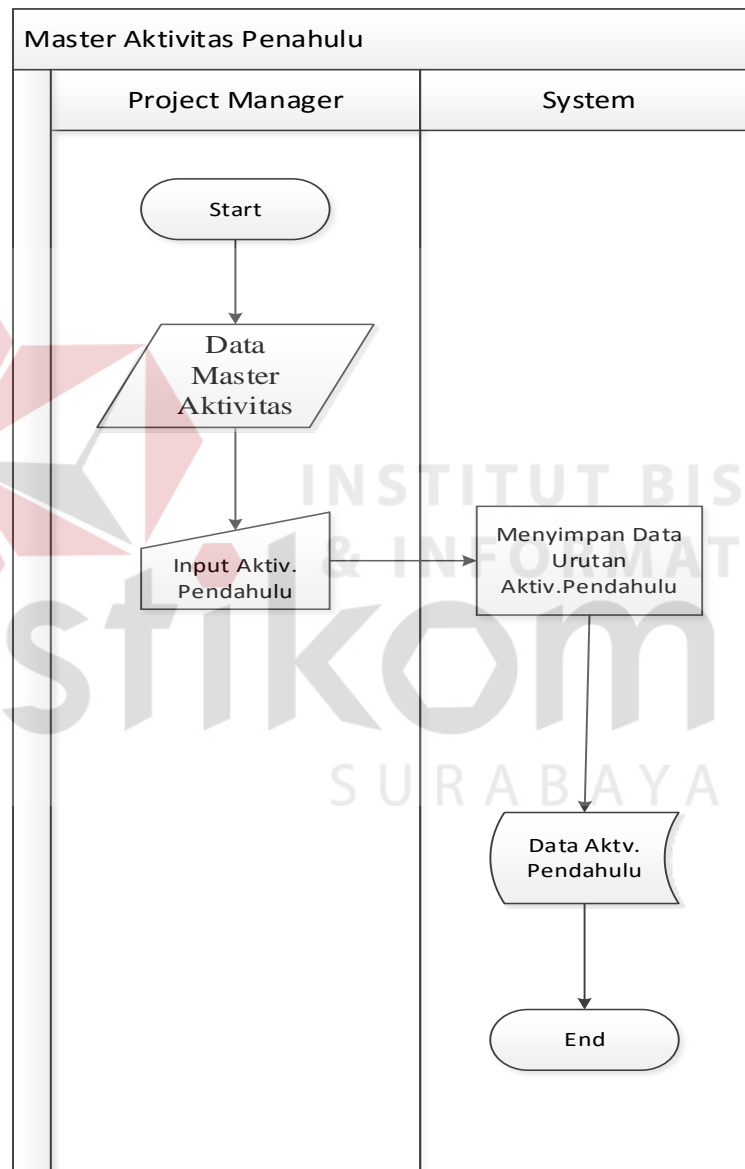 Master Aktivitas Penahulu
Project Manager
System
Start
Data
Master
Aktivitas
Input Aktiv.
Pendahulu
Menyimpan Data
Urutan
Aktiv.Pendahulu
Data Aktv.
Pendahulu
End
INSTITUT BIS
& INFORMAT
stikom
SURABAYA